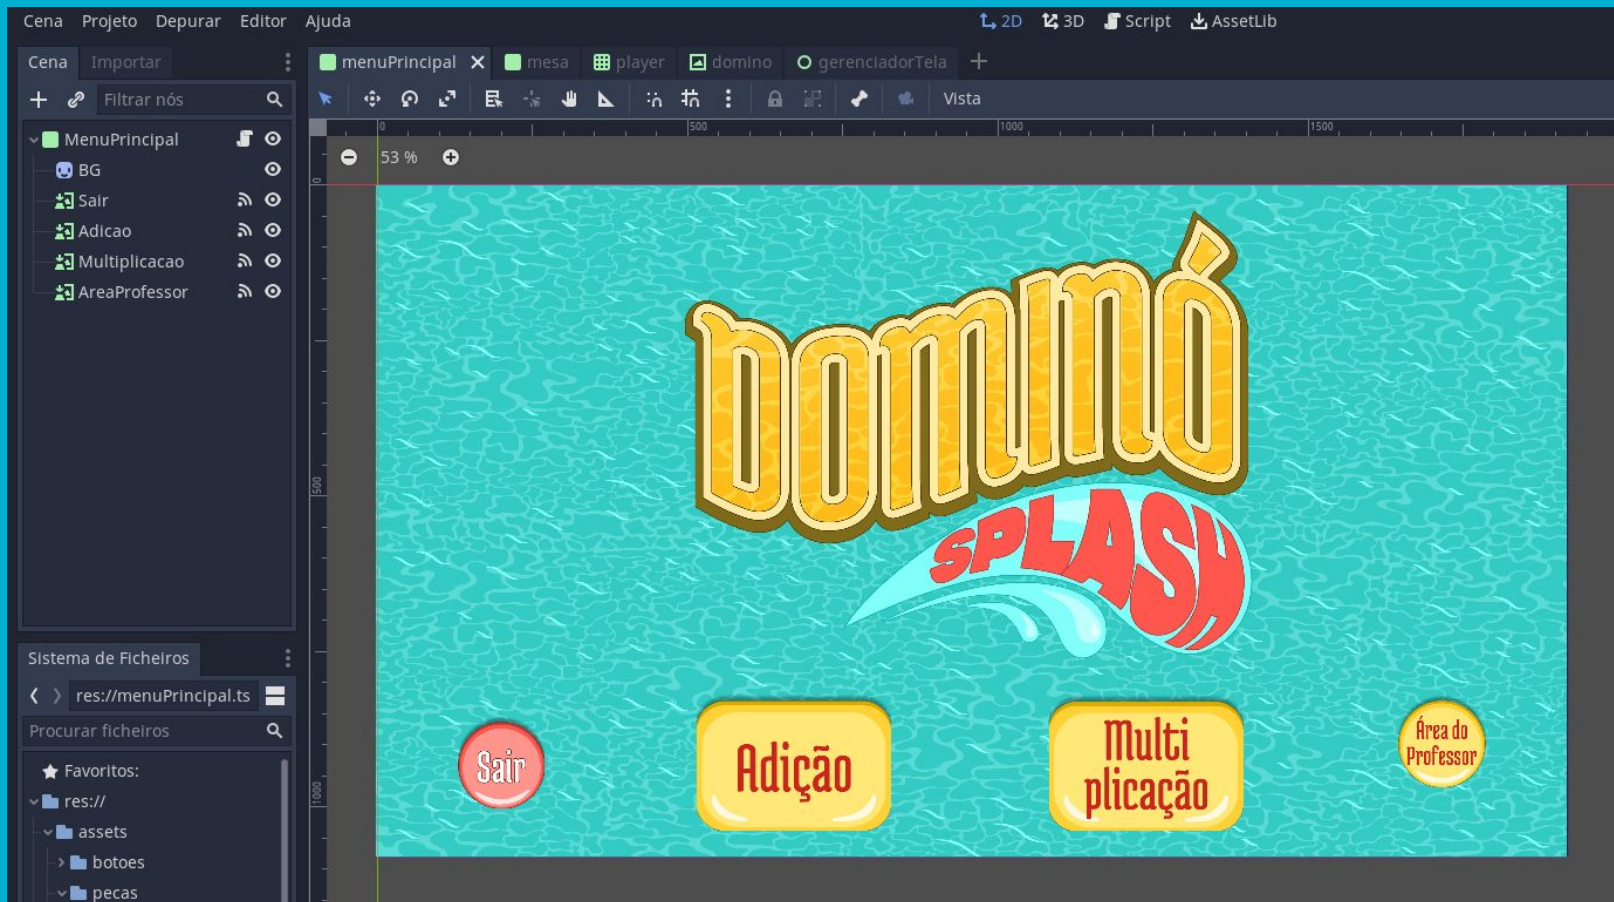 Cena Projeto Depurar Editor Ajuda
2D 3D Script AssetLib
Cena Importar
menuPrincipal mesa player domino gerenciadorTela
Filtrar nós
Vista
MenuPrincipal
BG
Sair
Adicao
Multiplicacao
AreaProfessor
0 500 1000 1500
53 %
0
500
1000
DOMINÓ
SPLASH
Sair
Adição
Multi
plicação
Área do
Professor
Sistema de Ficheiros
res://menuPrincipal.ts
Procurar ficheiros
Favoritos:
res://
assets
botoes
pecas